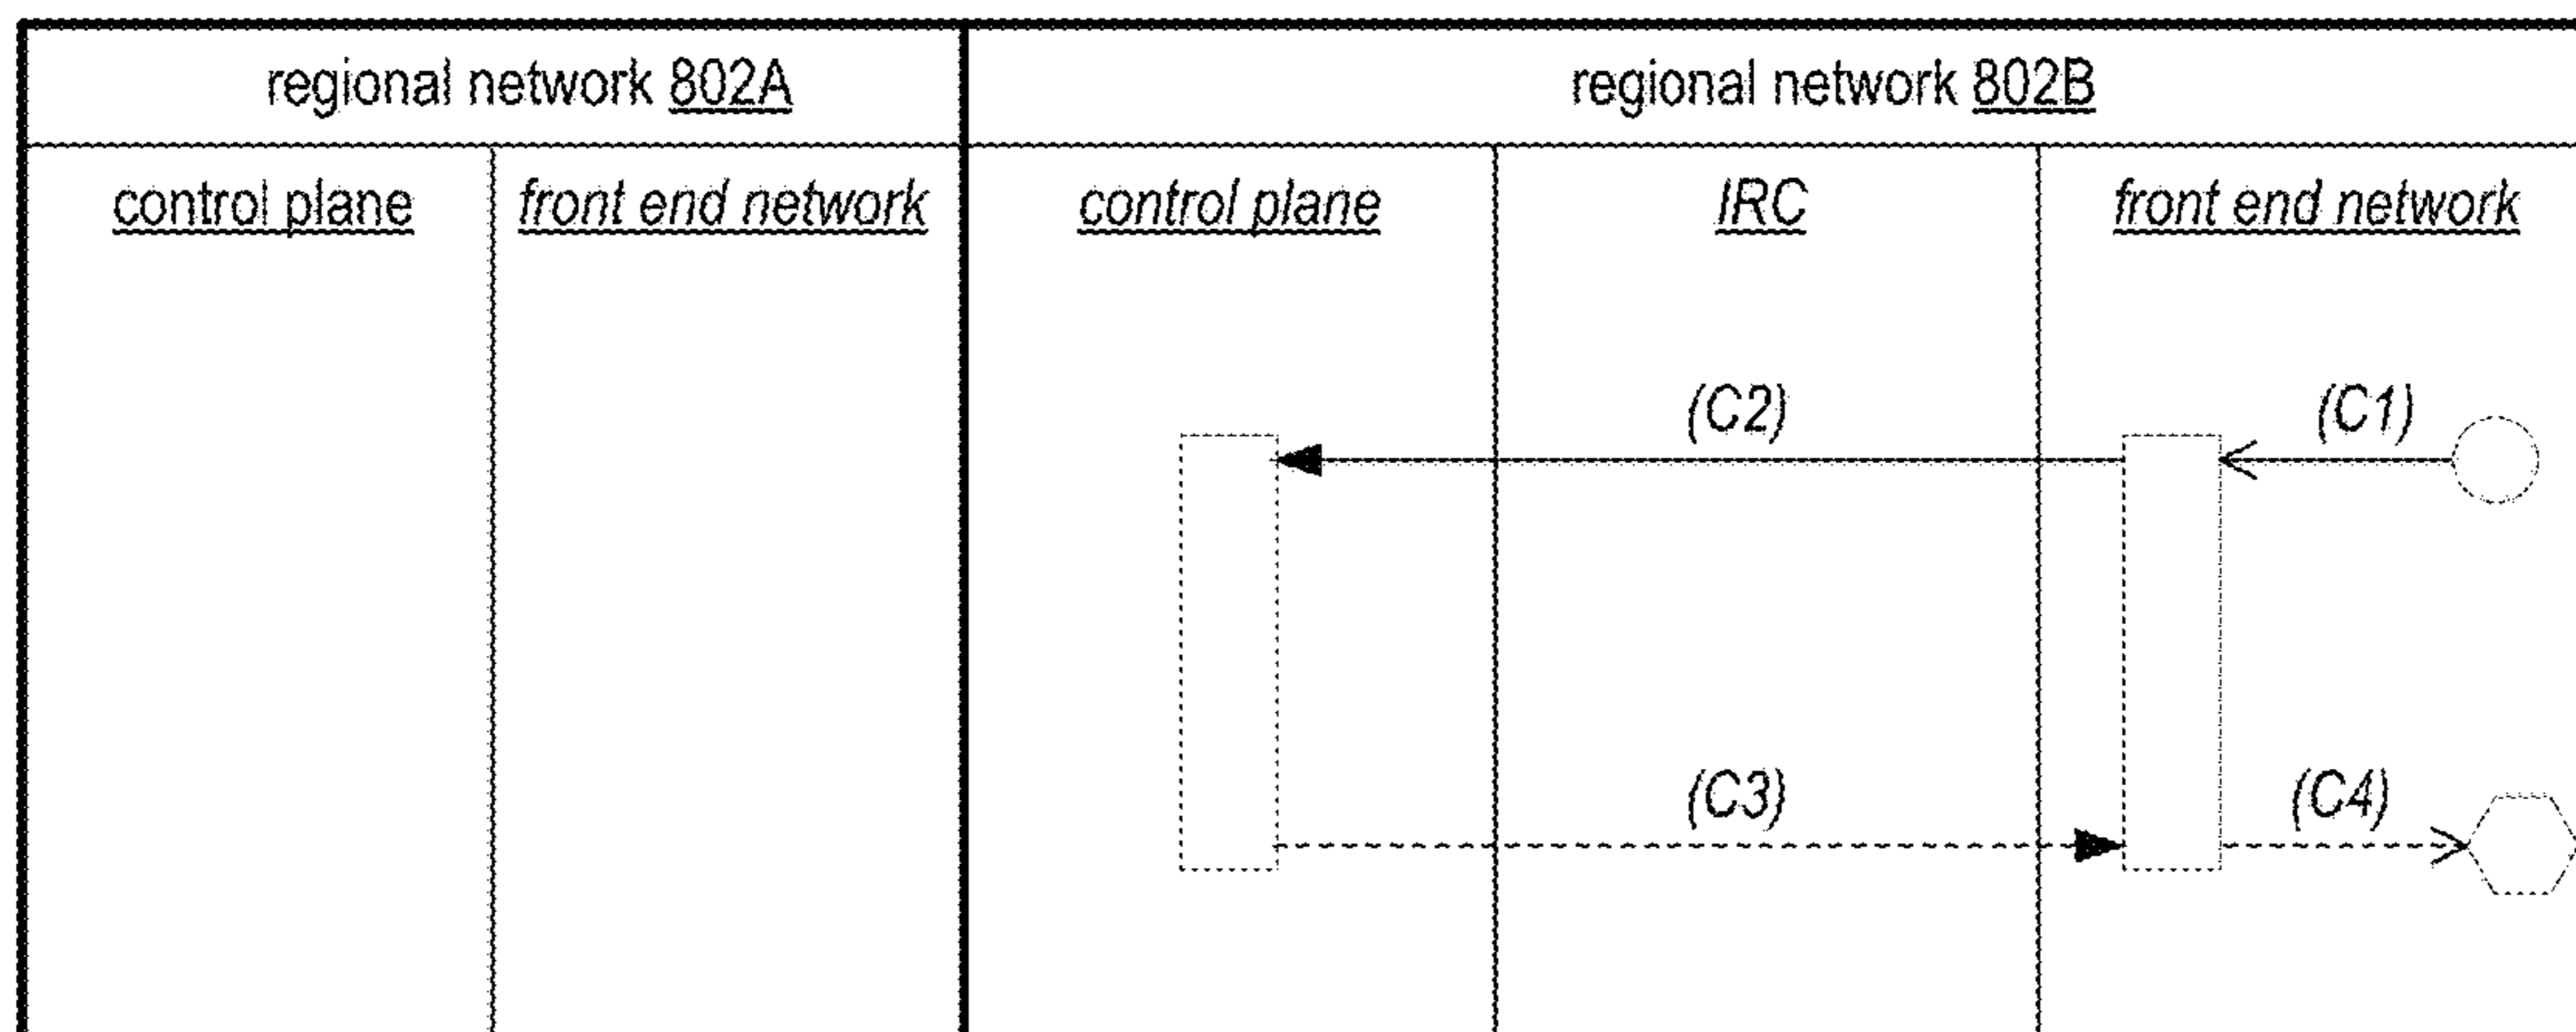 regional network 802A
regional network 802B
control plane
front end network
control plane
IRC
front end network
(C2)
(C1)
(C3)
(C4)